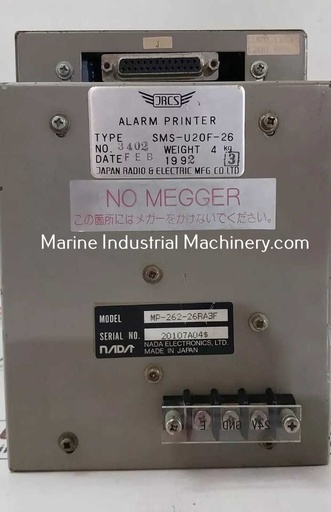 J
JRCS
ALARM PRINTER
TYPE SMS-U20F-26
NO. 3402 WEIGHT 4 kg
DATE FEB 1992 3
JAPAN RADIO & ELECTRIC MFG CO LTD
NO MEGGER
この箇所にはメガーをかけないでください。
Marine Industrial Machinery.com
MODEL MP-262-26RA3F
SERIAL NO. 20107A04
NADA NADA ELECTRONICS, LTD.
MADE IN JAPAN
E GND 24V